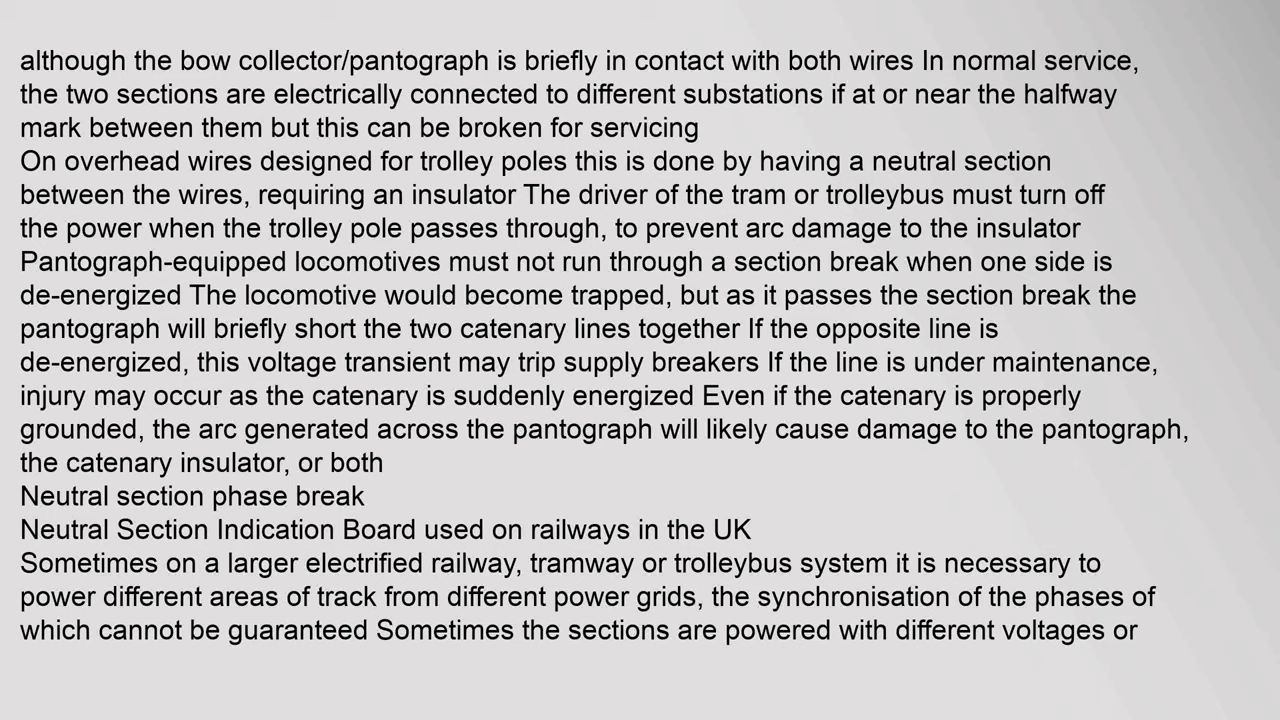 although the bow collector/pantograph is briefly in contact with both wires In normal service,
the two sections are electrically connected to different substations if at or near the halfway
mark between them but this can be broken for servicing
On overhead wires designed for trolley poles this is done by having a neutral section
between the wires, requiring an insulator The driver of the tram or trolleybus must turn off
the power when the trolley pole passes through, to prevent arc damage to the insulator
Pantograph-equipped locomotives must not run through a section break when one side is
de-energized The locomotive would become trapped, but as it passes the section break the
pantograph will briefly short the two catenary lines together If the opposite line is
de-energized, this voltage transient may trip supply breakers If the line is under maintenance,
injury may occur as the catenary is suddenly energized Even if the catenary is properly
grounded, the arc generated across the pantograph will likely cause damage to the pantograph,
the catenary insulator, or both
Neutral section phase break
Neutral Section Indication Board used on railways in the UK
Sometimes on a larger electrified railway, tramway or trolleybus system it is necessary to
power different areas of track from different power grids, the synchronisation of the phases of
which cannot be guaranteed Sometimes the sections are powered with different voltages or